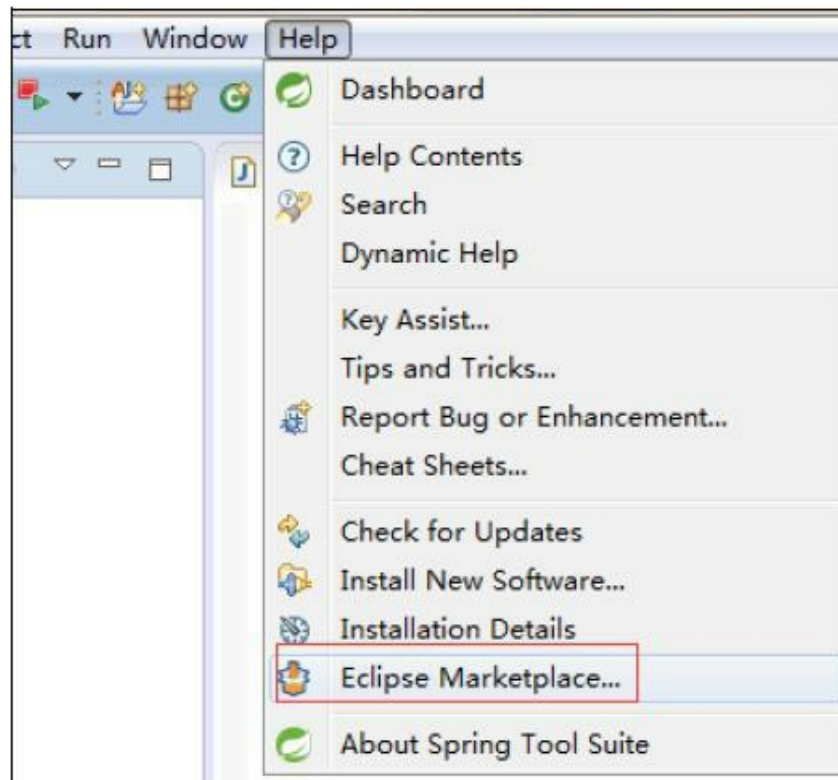 ct Run Window Help
Dashboard
Help Contents
Search
Dynamic Help
Key Assist...
Tips and Tricks...
Report Bug or Enhancement...
Cheat Sheets...
Check for Updates
Install New Software...
Installation Details
Eclipse Marketplace...
About Spring Tool Suite